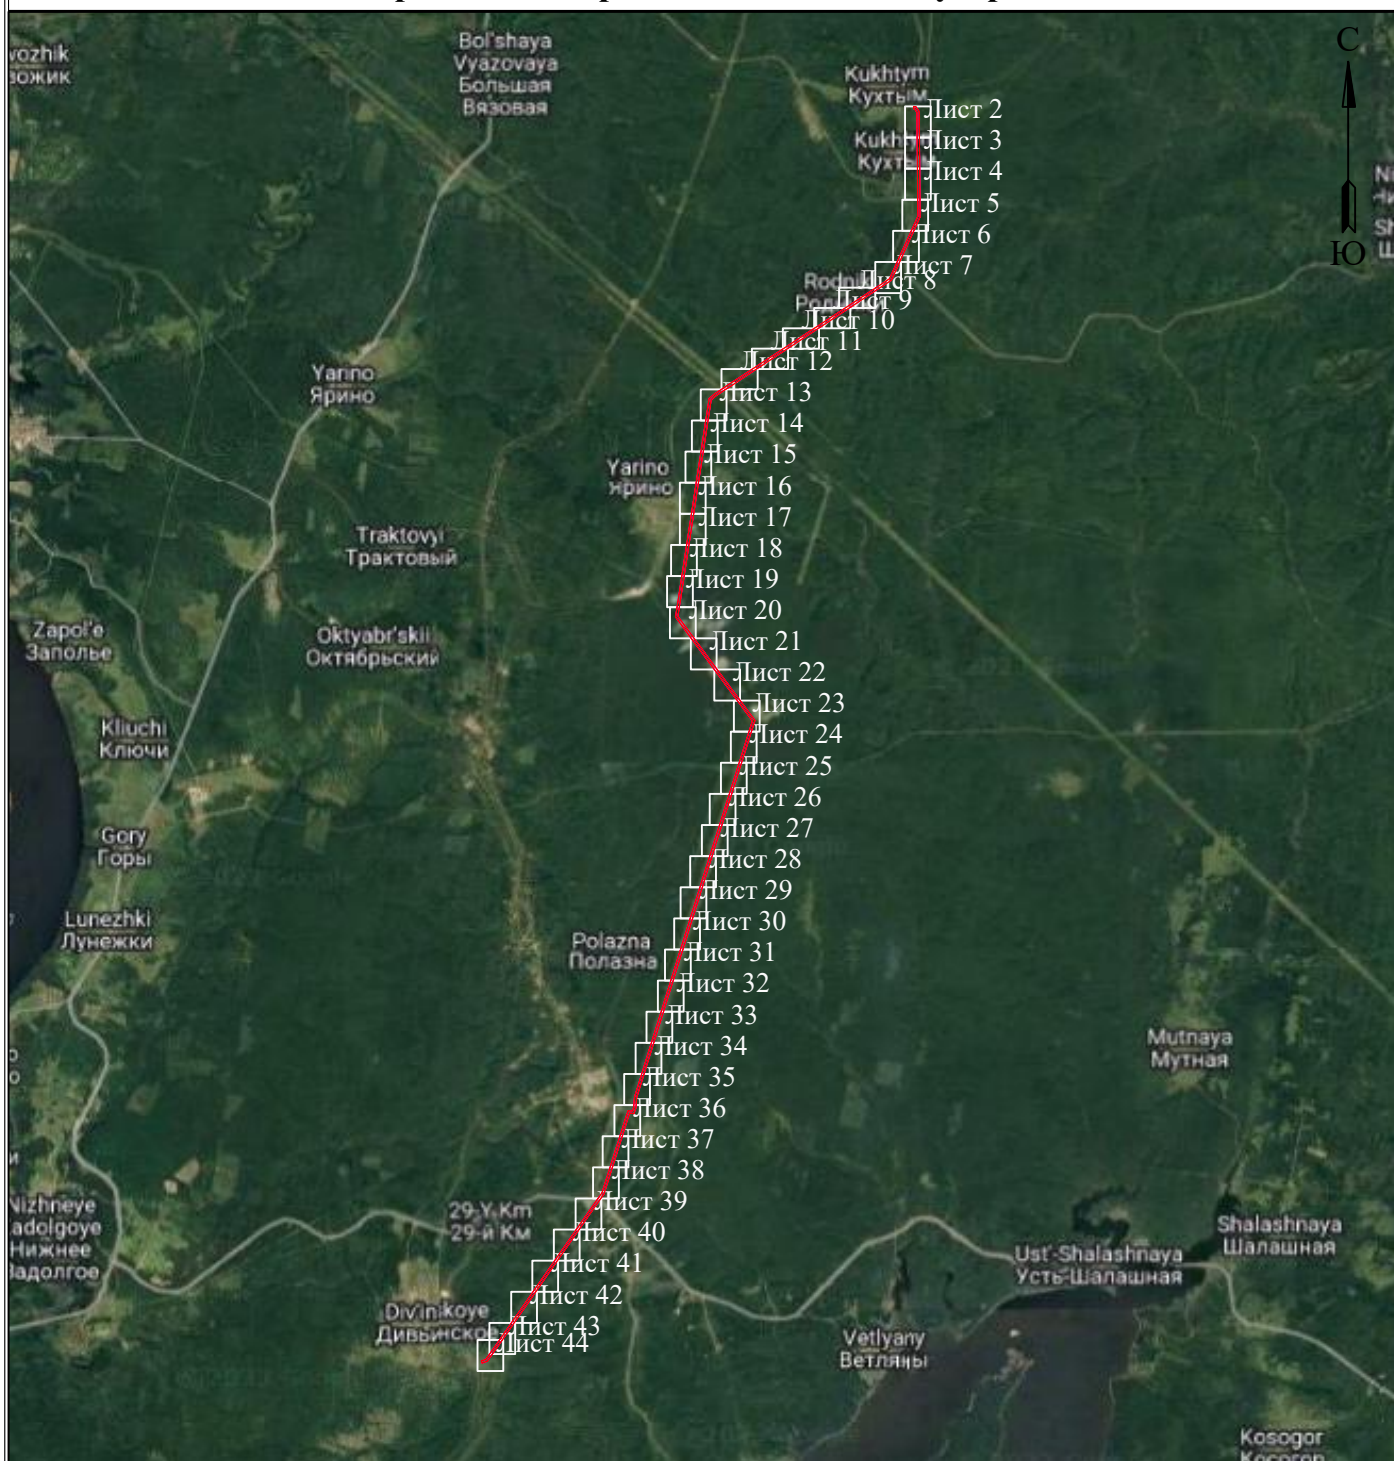 Bol'shaya
Vyazovaya
Большая
Вязовая
Kukhtym
Кухтым
С
Ю
Лист 2
Лист 3
Лист 4
Лист 5
Лист 6
Лист 7
Лист 8
Лист 9
Лист 10
Лист 11
Лист 12
Лист 13
Лист 14
Лист 15
Лист 16
Лист 17
Лист 18
Лист 19
Лист 20
Лист 21
Лист 22
Лист 23
Лист 24
Лист 25
Лист 26
Лист 27
Лист 28
Лист 29
Лист 30
Лист 31
Лист 32
Лист 33
Лист 34
Лист 35
Лист 36
Лист 37
Лист 38
Лист 39
Лист 40
Лист 41
Лист 42
Лист 43
Лист 44
Yarino
Ярино
Yarino
Ярино
Traktovyi
Трактовый
Zapol'e
Заполье
Oktyabr'skii
Октябрьский
Kliuchi
Ключи
Gory
Горы
Lunezhki
Лунежки
Polazna
Полазна
Mutnaya
Мутная
Nizhneye
Нижнее
29-Y Km
29-й Км
Shalashnaya
Шалашная
Ust'-Shalashnaya
Усть-Шалашная
Div'inskoye
Дивьинское
Vetlyany
Ветляны
Kosogor
Косогор